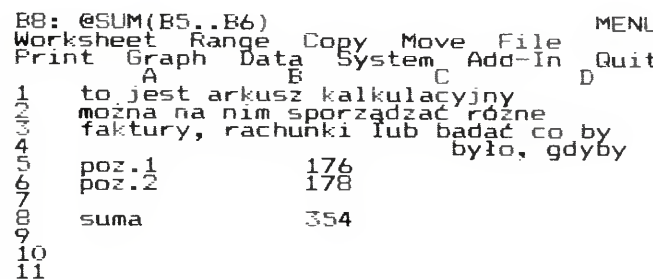 B8: @SUM(B5..B6) MENU
Worksheet Range Copy Move File
Print Graph Data System Add-In Quit
A B C D
1 to jest arkusz kalkulacyjny
2 można na nim sporządzać różne
3 faktury, rachunki lub badać co by
4 było, gdyby
5 poz.1 176
6 poz.2 178
7
8 suma 354
9
10
11